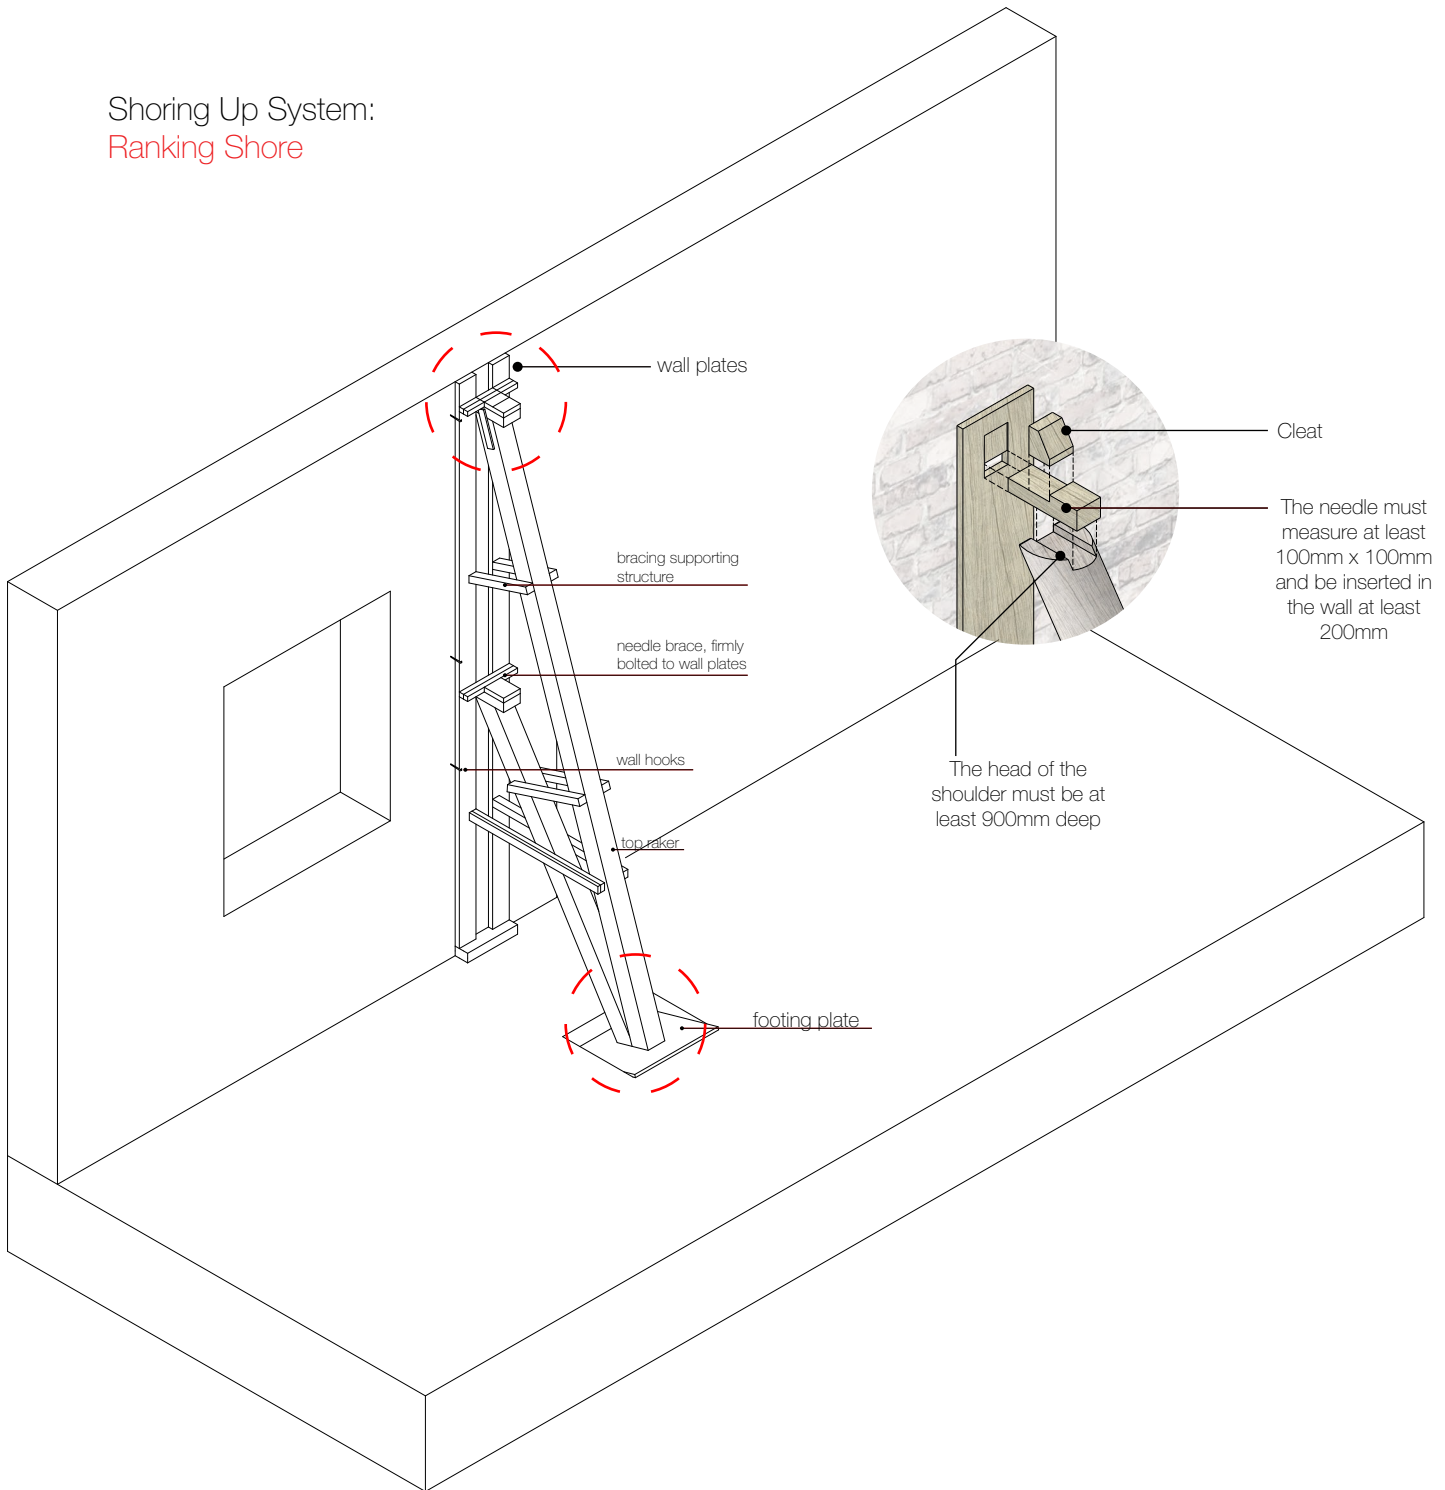 Shoring Up System:
Ranking Shore
wall plates
Cleat
The needle must
measure at least
100mm x 100mm
and be inserted in
the wall at least
200mm
bracing supporting
structure
needle brace, firmly
bolted to wall plates
wall hooks
The head of the
shoulder must be at
least 900mm deep
top raker
footing plate